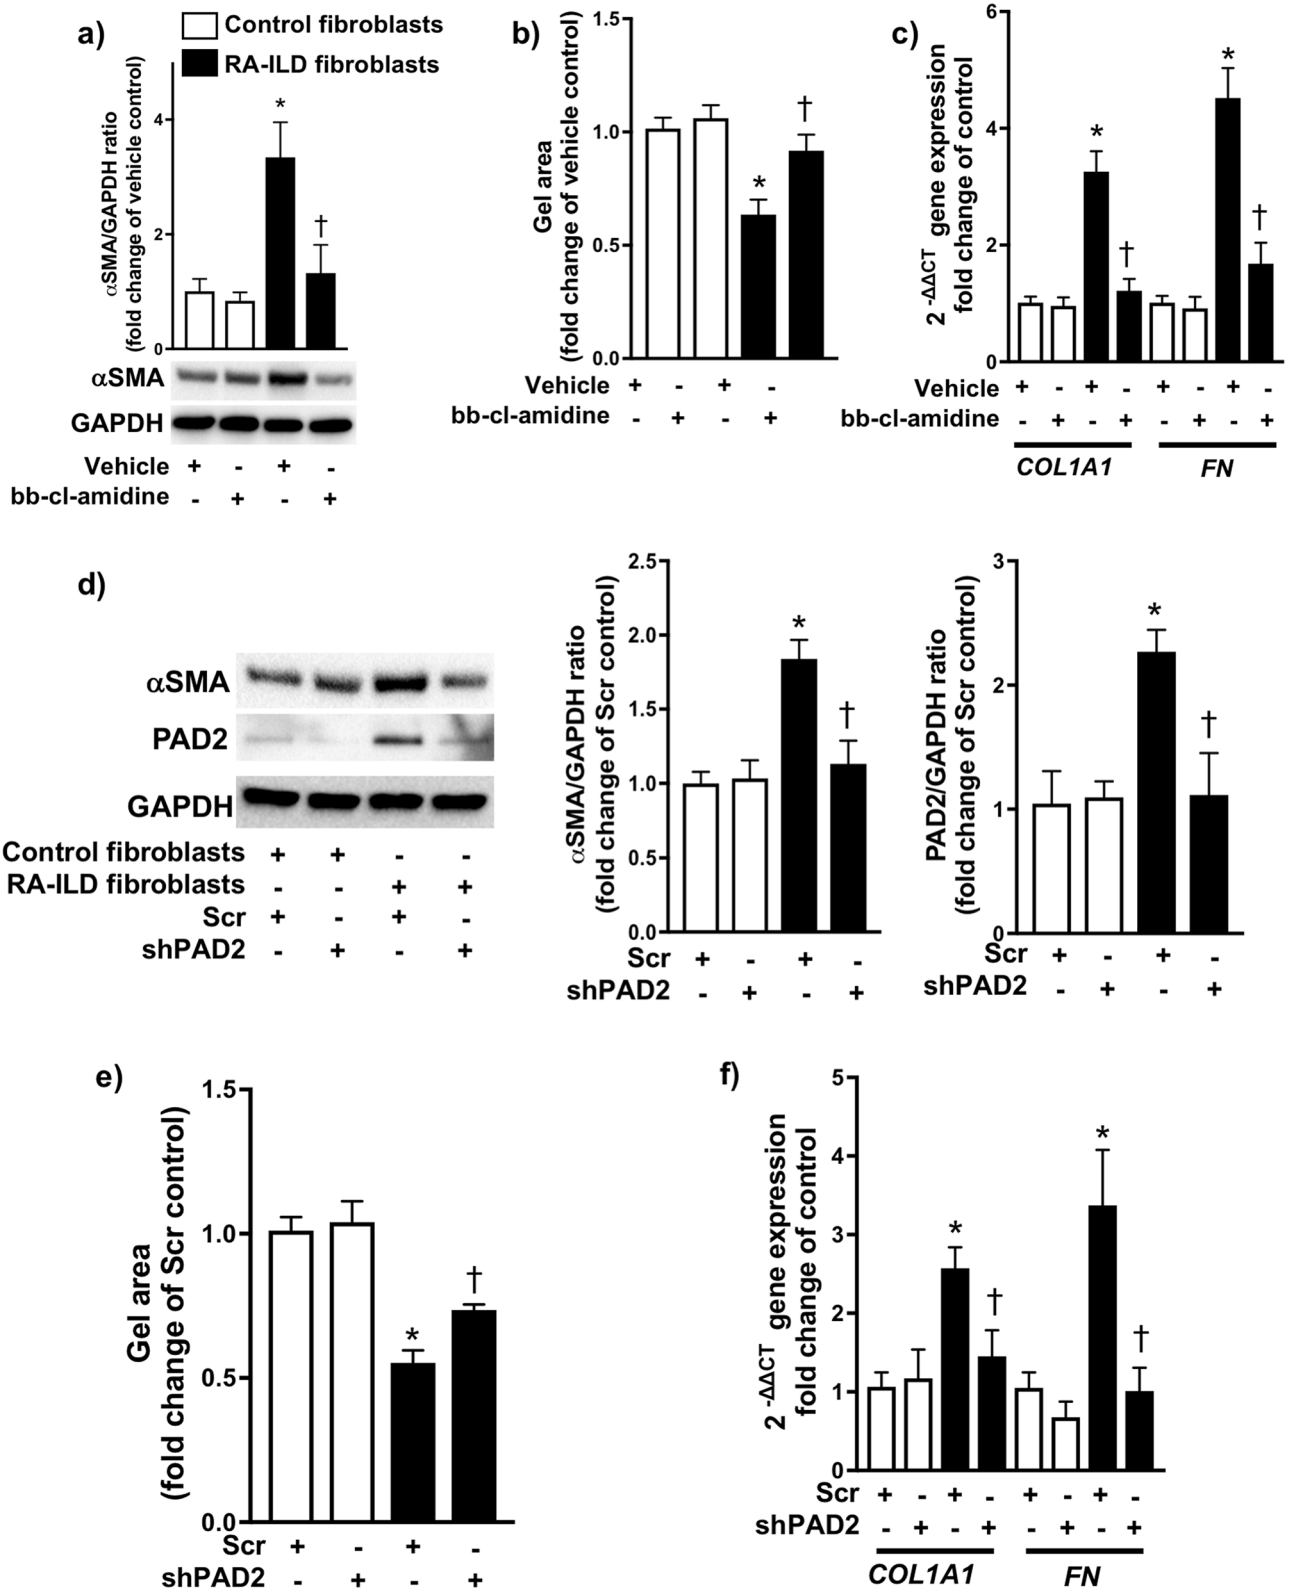 a)
Control fibroblasts
RA-ILD fibroblasts
αSMA/GAPDH ratio
(fold change of vehicle control)
4
2
0
*
†
αSMA
GAPDH
Vehicle + - + -
bb-cl-amidine - + - +
b)
Gel area
(fold change of vehicle control)
1.5
1.0
0.5
0.0
*
†
Vehicle + - + -
bb-cl-amidine - + - +
c)
2 -ΔΔCT gene expression
fold change of control
6
4
2
0
*
†
*
†
Vehicle + - + - + - + -
bb-cl-amidine - + - + - + - +
COL1A1 FN
d)
αSMA
PAD2
GAPDH
Control fibroblasts + + - -
RA-ILD fibroblasts - - + +
Scr + - + -
shPAD2 - + - +
αSMA/GAPDH ratio
(fold change of Scr control)
2.5
2.0
1.5
1.0
0.5
0.0
*
†
Scr + - + -
shPAD2 - + - +
PAD2/GAPDH ratio
(fold change of Scr control)
3
2
1
0
*
†
Scr + - + -
shPAD2 - + - +
e)
Gel area
(fold change of Scr control)
1.5
1.0
0.5
0.0
*
†
Scr + - + -
shPAD2 - + - +
f)
2 -ΔΔCT gene expression
fold change of control
5
4
3
2
1
0
*
†
*
†
Scr + - + - + - + -
shPAD2 - + - + - + - +
COL1A1 FN